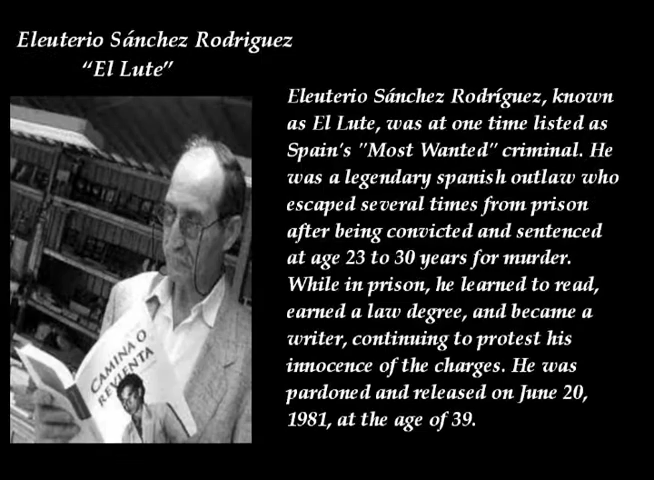 Eleuterio Sánchez Rodriguez
“El Lute”
Eleuterio Sánchez Rodríguez, known
as El Lute, was at one time listed as
Spain's "Most Wanted" criminal. He
was a legendary spanish outlaw who
escaped several times from prison
after being convicted and sentenced
at age 23 to 30 years for murder.
While in prison, he learned to read,
earned a law degree, and became a
writer, continuing to protest his
innocence of the charges. He was
pardoned and released on June 20,
1981, at the age of 39.
CAMINA O
REVIENTA